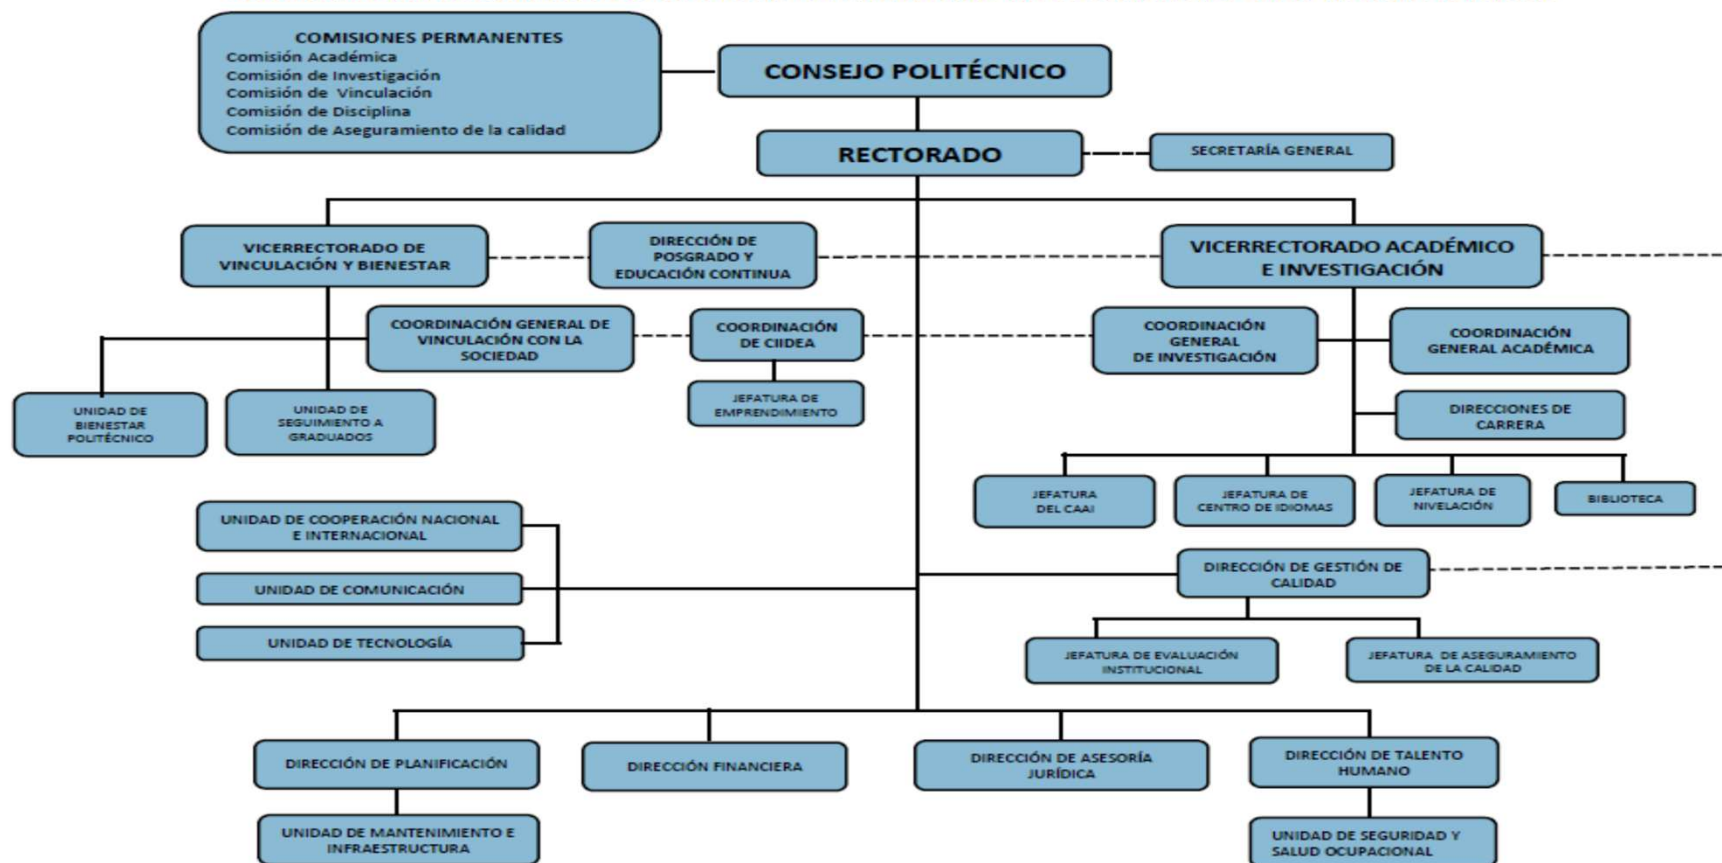 COMISIONES PERMANENTES
Comisión Académica
Comisión de Investigación
Comisión de Vinculación
Comisión de Disciplina
Comisión de Aseguramiento de la calidad
CONSEJO POLITÉCNICO
RECTORADO
SECRETARÍA GENERAL
VICERRECTORADO DE
VINCULACIÓN Y BIENESTAR
DIRECCIÓN DE
POSGRADO Y
EDUCACIÓN CONTINUA
VICERRECTORADO ACADÉMICO
E INVESTIGACIÓN
COORDINACIÓN GENERAL DE
VINCULACIÓN CON LA
SOCIEDAD
COORDINACIÓN
DE CIIDEA
COORDINACIÓN
GENERAL
DE INVESTIGACIÓN
COORDINACIÓN
GENERAL ACADÉMICA
UNIDAD DE
BIENESTAR
POLITÉCNICO
UNIDAD DE
SEGUIMIENTO A
GRADUADOS
JEFATURA DE
EMPRENDIMIENTO
DIRECCIONES DE
CARRERA
JEFATURA
DEL CAAI
JEFATURA DE
CENTRO DE IDIOMAS
JEFATURA DE
NIVELACIÓN
BIBLIOTECA
UNIDAD DE COOPERACIÓN NACIONAL
E INTERNACIONAL
UNIDAD DE COMUNICACIÓN
UNIDAD DE TECNOLOGÍA
DIRECCIÓN DE GESTIÓN DE
CALIDAD
JEFATURA DE EVALUACIÓN
INSTITUCIONAL
JEFATURA DE ASEGURAMIENTO
DE LA CALIDAD
DIRECCIÓN DE PLANIFICACIÓN
DIRECCIÓN FINANCIERA
DIRECCIÓN DE ASESORÍA
JURÍDICA
DIRECCIÓN DE TALENTO
HUMANO
UNIDAD DE MANTENIMIENTO E
INFRAESTRUCTURA
UNIDAD DE SEGURIDAD Y
SALUD OCUPACIONAL